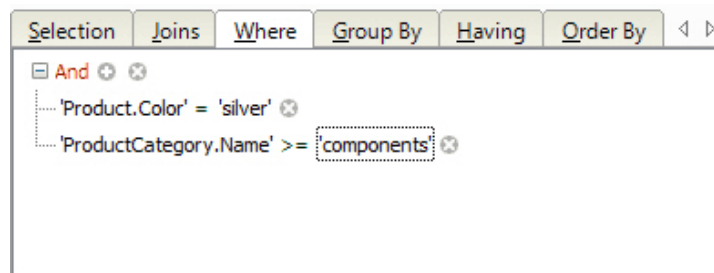 Selection Joins Where Group By Having Order By
And
'Product.Color' = 'silver'
'ProductCategory.Name' >= 'components'